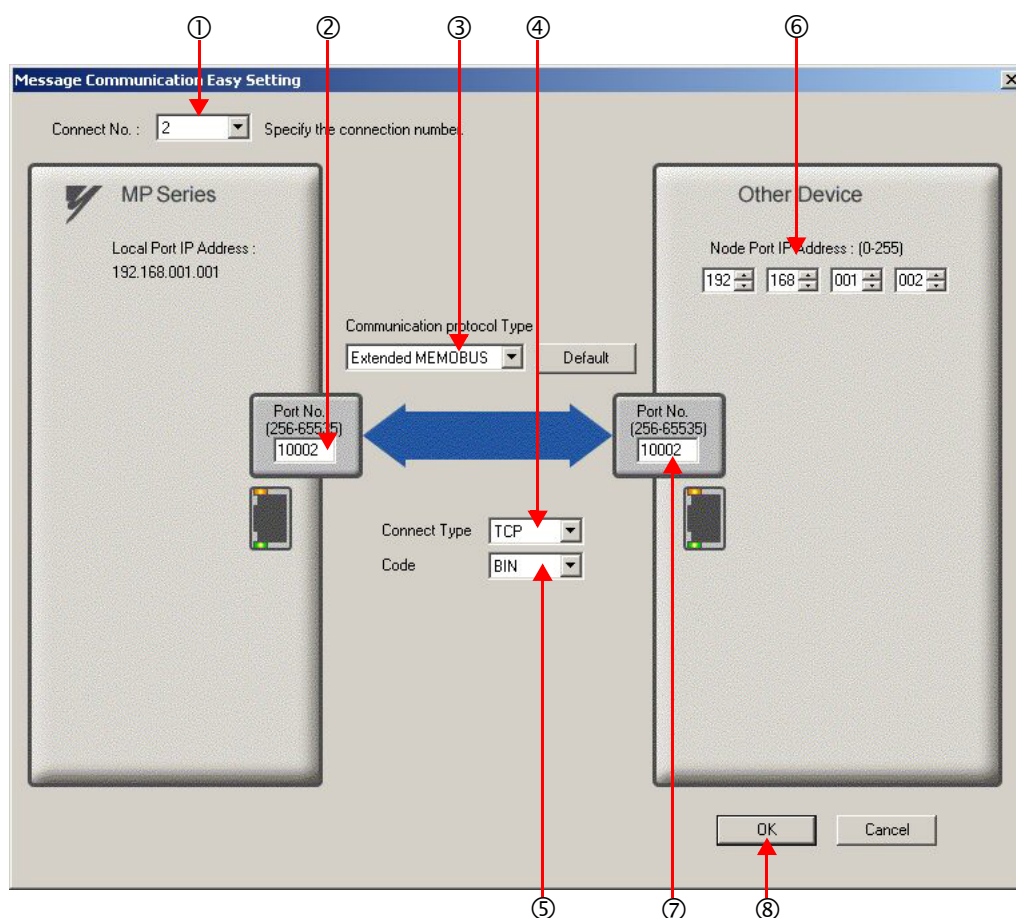 ① ② ③ ④ ⑥
Message Communication Easy Setting
Connect No. : 2 Specify the connection number.
MP Series
Local Port IP Address :
192.168.001.001
Other Device
Node Port IP Address : (0-255)
192 168 001 002
Communication protocol Type
Extended MEMOBUS Default
Port No.
(256-65535)
10002
Port No.
(256-65535)
10002
Connect Type TCP
Code BIN
OK Cancel
⑤ ⑦ ⑧